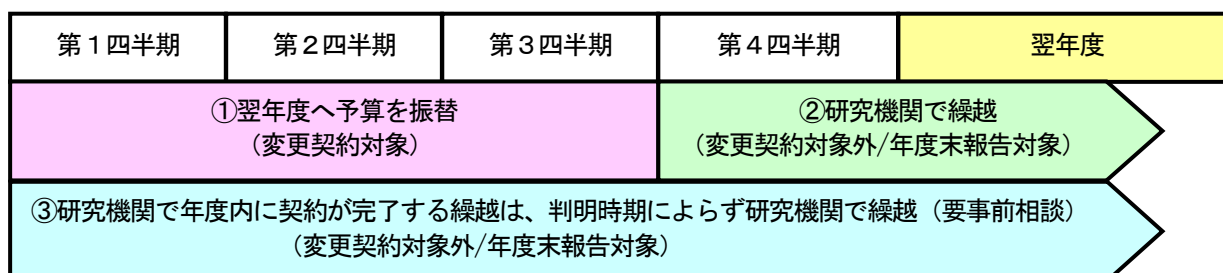 第１四半期 第２四半期 第３四半期 第４四半期 翌年度
①翌年度へ予算を振替
（変更契約対象）
②研究機関で繰越
（変更契約対象外/年度末報告対象）
③研究機関で年度内に契約が完了する繰越は、判明時期によらず研究機関で繰越（要事前相談）
（変更契約対象外/年度末報告対象）